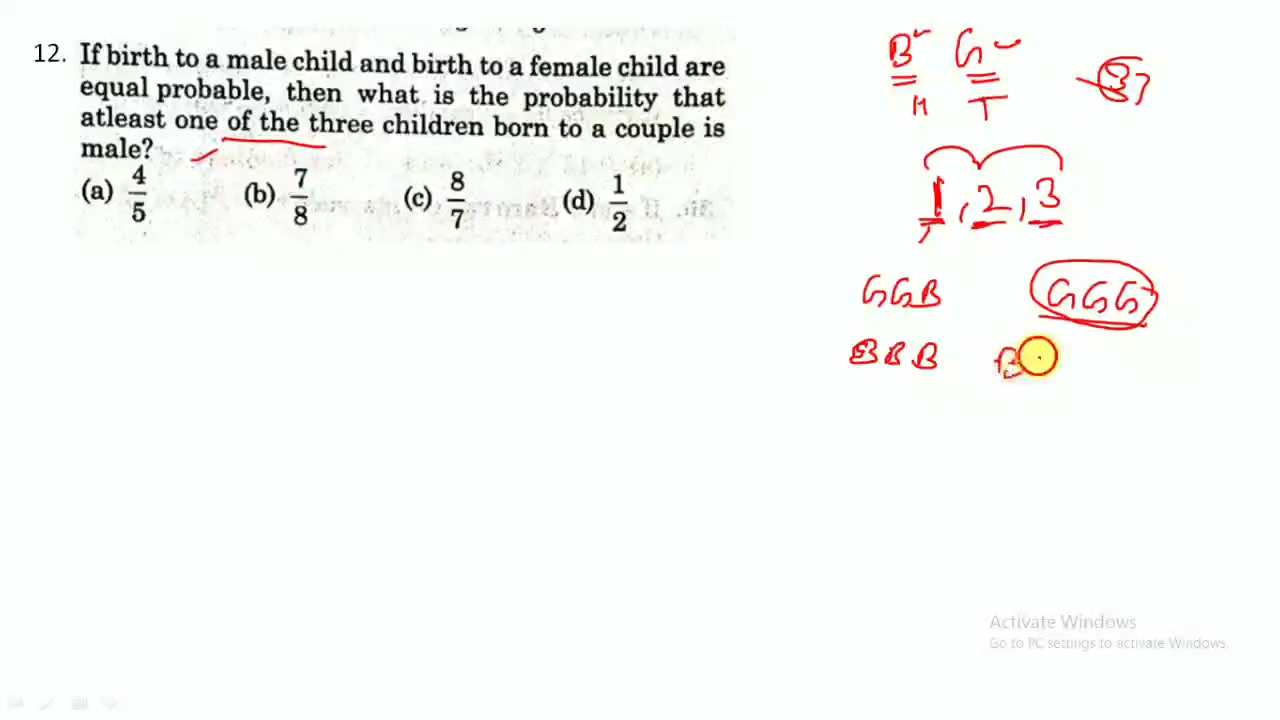 12. If birth to a male child and birth to a female child are
equal probable, then what is the probability that
atleast one of the three children born to a couple is
male?
(a) 4/5 (b) 7/8 (c) 8/7 (d) 1/2
B G
H T
3
1, 2, 3
GGB GGG
BBB B
Activate Windows
Go to PC settings to activate Windows.